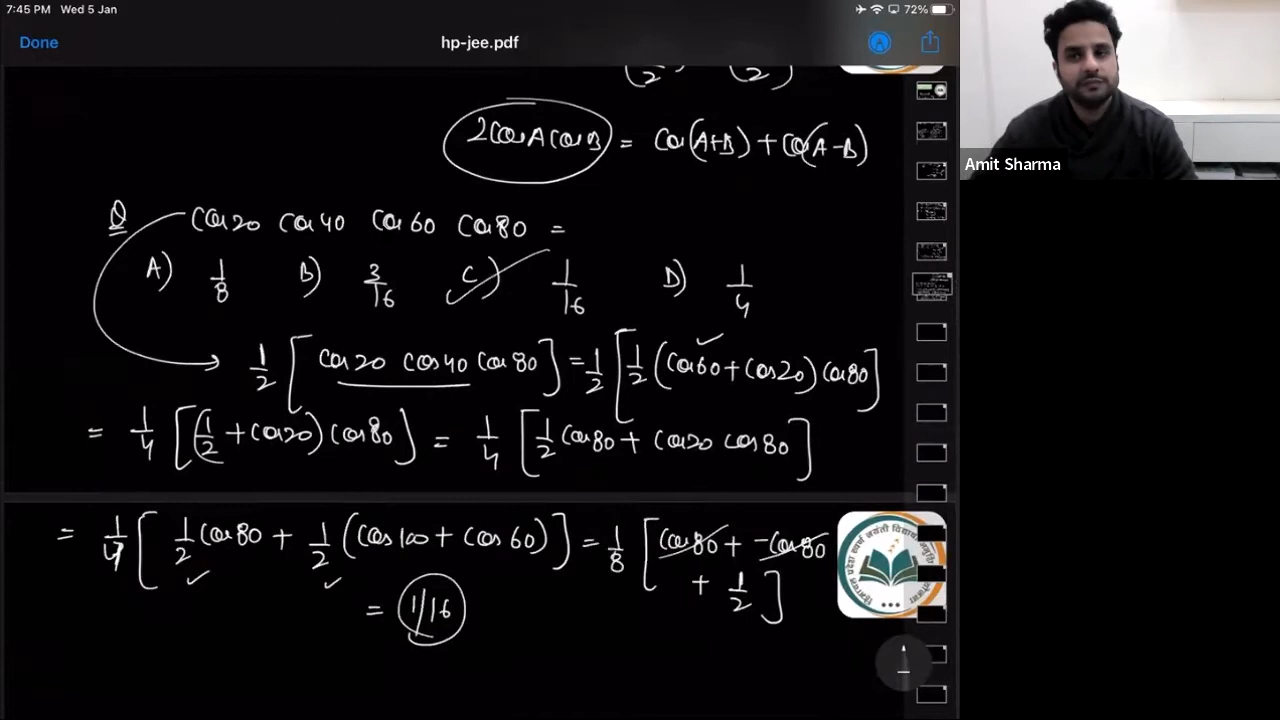 7:45 PM Wed 5 Jan
72%
Done
hp-jee.pdf
2CosACosB = Cos(A+B) + Cos(A-B)
Amit Sharma
Q Cos20 Cos40 Cos60 Cos80 =
A) 1/8 B) 3/16 C) 1/16 D) 1/4
1/2 [Cos20 Cos40 Cos80] = 1/2 [1/2 (Cos60 + Cos20) Cos80]
= 1/4 [(1/2 + Cos20) Cos80] = 1/4 [1/2 Cos80 + Cos20 Cos80]
= 1/4 [1/2 Cos80 + 1/2 (Cos100 + Cos60)] = 1/8 [Cos80 + -Cos80
+ 1/2]
= 1/16